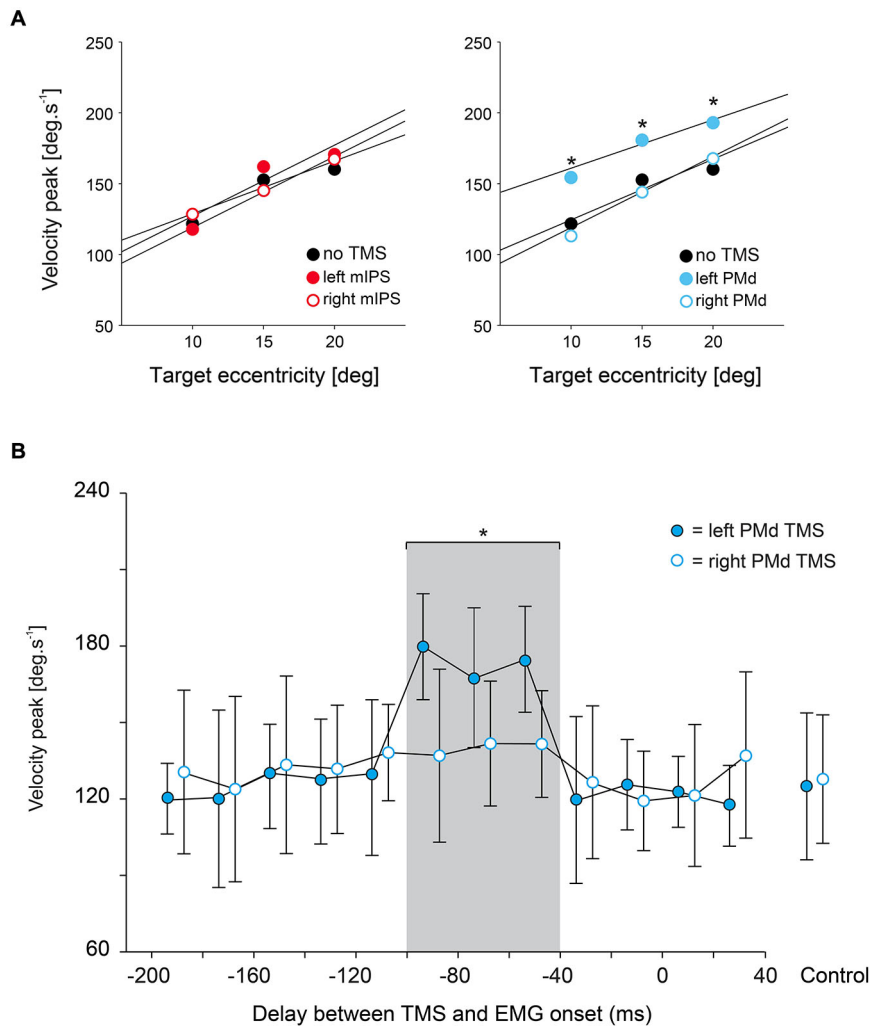 A
Velocity peak [deg.s-1]
250
200
150
100
50
10
15
20
Target eccentricity [deg]
no TMS
left mIPS
right mIPS
250
200
150
100
50
*
*
*
10
15
20
Target eccentricity [deg]
no TMS
left PMd
right PMd
B
Velocity peak [deg.s-1]
240
180
120
60
*
= left PMd TMS
= right PMd TMS
-200
-160
-120
-80
-40
0
40
Control
Delay between TMS and EMG onset (ms)